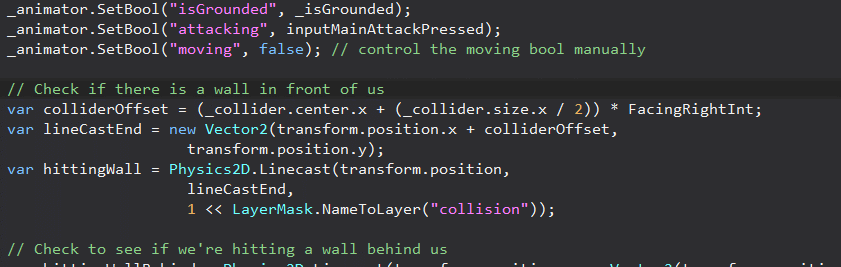 _animator.SetBool("isGrounded", _isGrounded);
_animator.SetBool("attacking", inputMainAttackPressed);
_animator.SetBool("moving", false); // control the moving bool manually
// Check if there is a wall in front of us
var colliderOffset = (_collider.center.x + (_collider.size.x / 2)) * FacingRightInt;
var lineCastEnd = new Vector2(transform.position.x + colliderOffset,
transform.position.y);
var hittingWall = Physics2D.Linecast(transform.position,
lineCastEnd,
1 << LayerMask.NameToLayer("collision"));
// Check to see if we're hitting a wall behind us